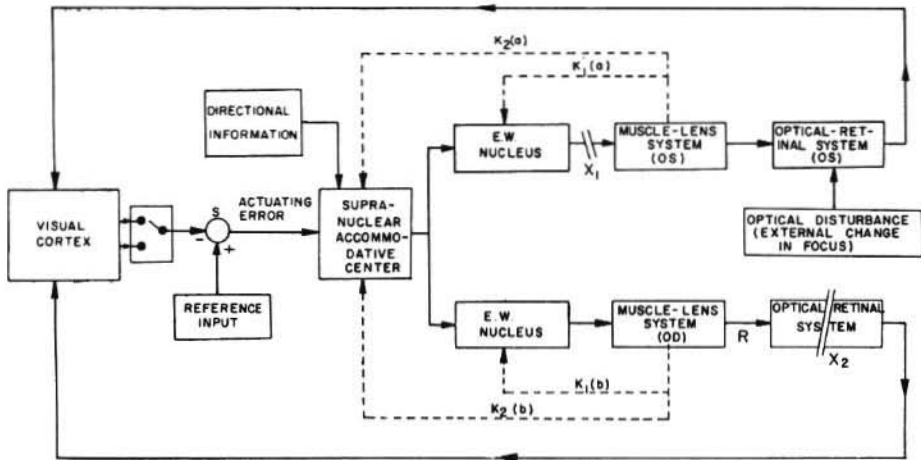 K₂(a)
K₁(a)
DIRECTIONAL
INFORMATION
E.W.
NUCLEUS
X₁
MUSCLE-LENS
SYSTEM
(OS)
OPTICAL-RET-
INAL SYSTEM
(OS)
VISUAL
CORTEX
S
-
+
ACTUATING
ERROR
SUPRA-
NUCLEAR
ACCOMMO-
DATIVE
CENTER
OPTICAL DISTURBANCE
(EXTERNAL CHANGE
IN FOCUS)
REFERENCE
INPUT
E.W.
NUCLEUS
MUSCLE-LENS
SYSTEM
(OD)
R
OPTICAL RETINAL
SYSTEM
X₂
K₁(b)
K₂(b)